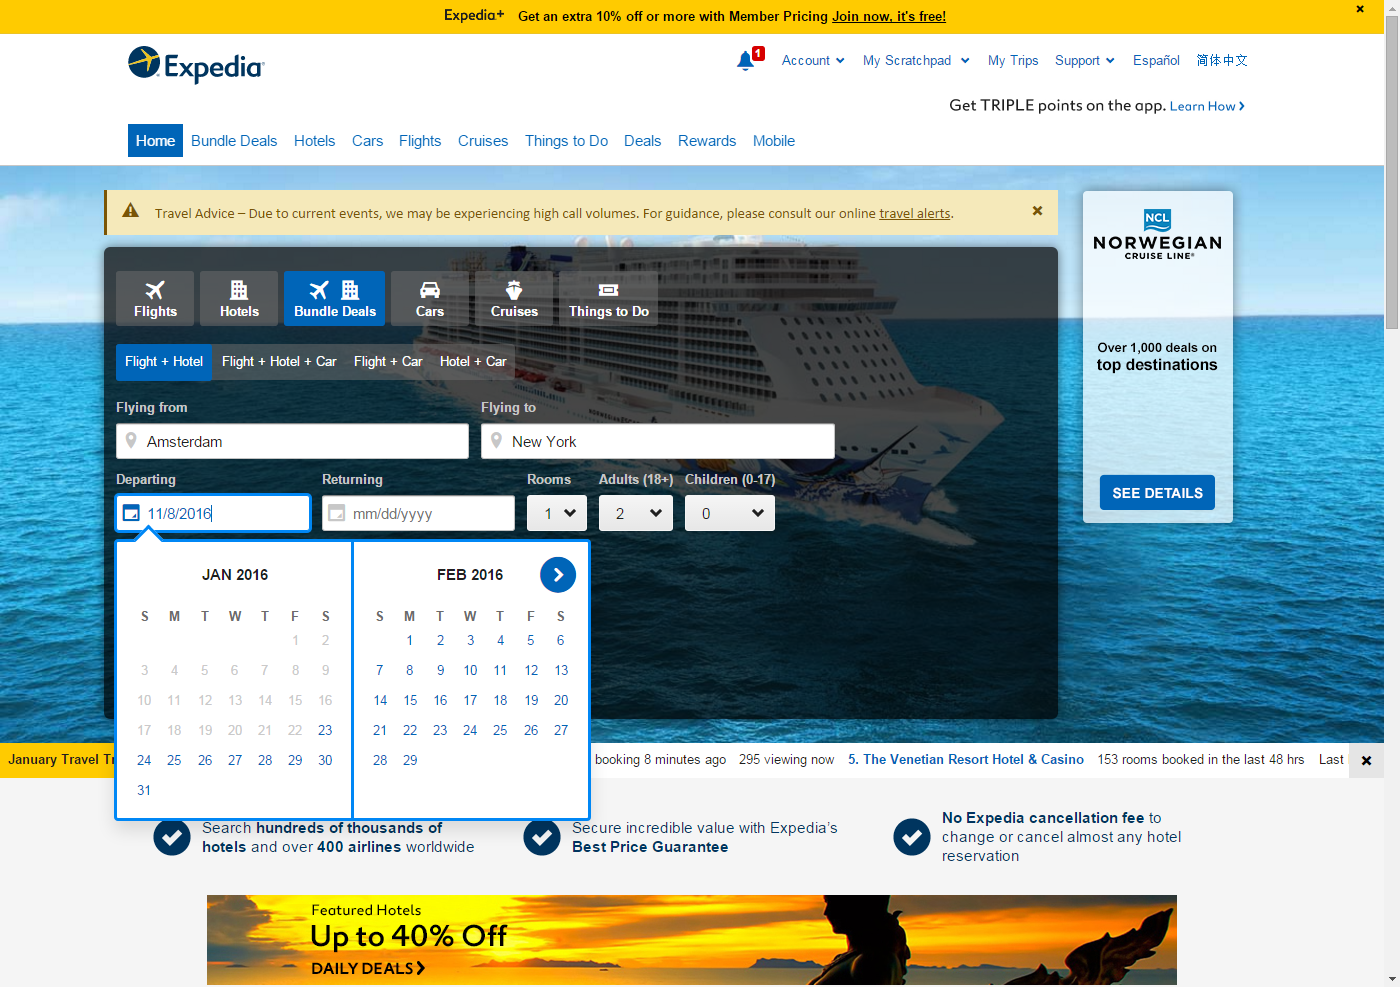 Expedia+ Get an extra 10% off or more with Member Pricing Join now, it's free!
Expedia
1 Account My Scratchpad My Trips Support Español 简体中文
Get TRIPLE points on the app. Learn How
Home Bundle Deals Hotels Cars Flights Cruises Things to Do Deals Rewards Mobile
Travel Advice – Due to current events, we may be experiencing high call volumes. For guidance, please consult our online travel alerts.
NCL
NORWEGIAN
CRUISE LINE®
Over 1,000 deals on
top destinations
SEE DETAILS
Flights Hotels Bundle Deals Cars Cruises Things to Do
Flight + Hotel Flight + Hotel + Car Flight + Car Hotel + Car
Flying from Flying to
Amsterdam New York
Departing Returning Rooms Adults (18+) Children (0-17)
11/8/2016 mm/dd/yyyy 1 2 0
JAN 2016
S M T W T F S
1 2
3 4 5 6 7 8 9
10 11 12 13 14 15 16
17 18 19 20 21 22 23
24 25 26 27 28 29 30
31
FEB 2016
S M T W T F S
1 2 3 4 5 6
7 8 9 10 11 12 13
14 15 16 17 18 19 20
21 22 23 24 25 26 27
28 29
January Travel booking 8 minutes ago 295 viewing now 5. The Venetian Resort Hotel & Casino 153 rooms booked in the last 48 hrs Last
Search hundreds of thousands of
hotels and over 400 airlines worldwide
Secure incredible value with Expedia's
Best Price Guarantee
No Expedia cancellation fee to
change or cancel almost any hotel
reservation
Featured Hotels
Up to 40% Off
DAILY DEALS